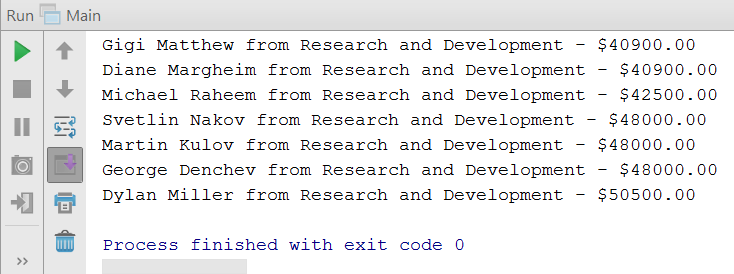 Run Main
Gigi Matthew from Research and Development - $40900.00
Diane Margheim from Research and Development - $40900.00
Michael Raheem from Research and Development - $42500.00
Svetlin Nakov from Research and Development - $48000.00
Martin Kulov from Research and Development - $48000.00
George Denchev from Research and Development - $48000.00
Dylan Miller from Research and Development - $50500.00
Process finished with exit code 0